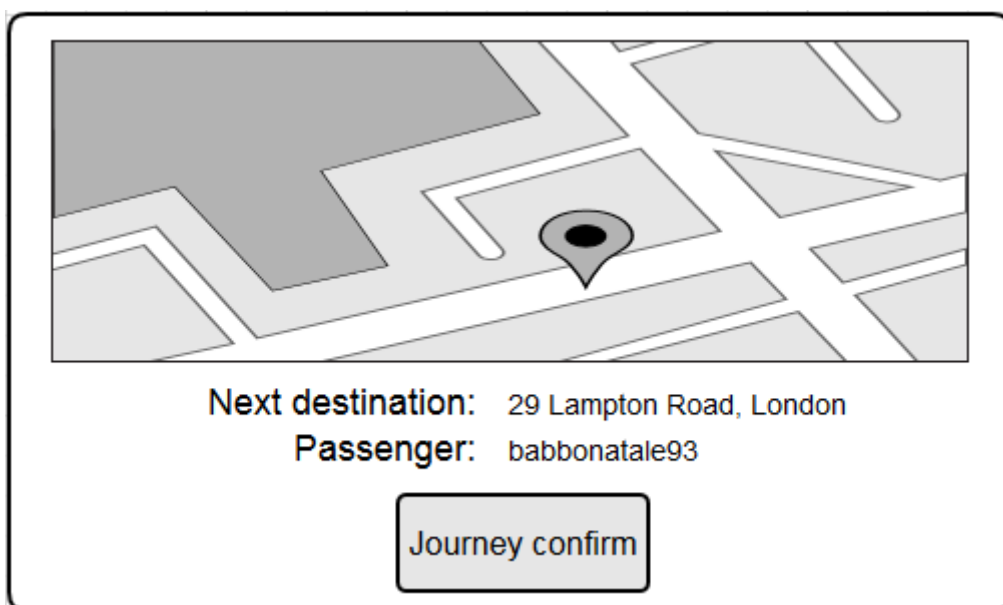 Next destination: 29 Lampton Road, London
Passenger: babbonatale93
Journey confirm